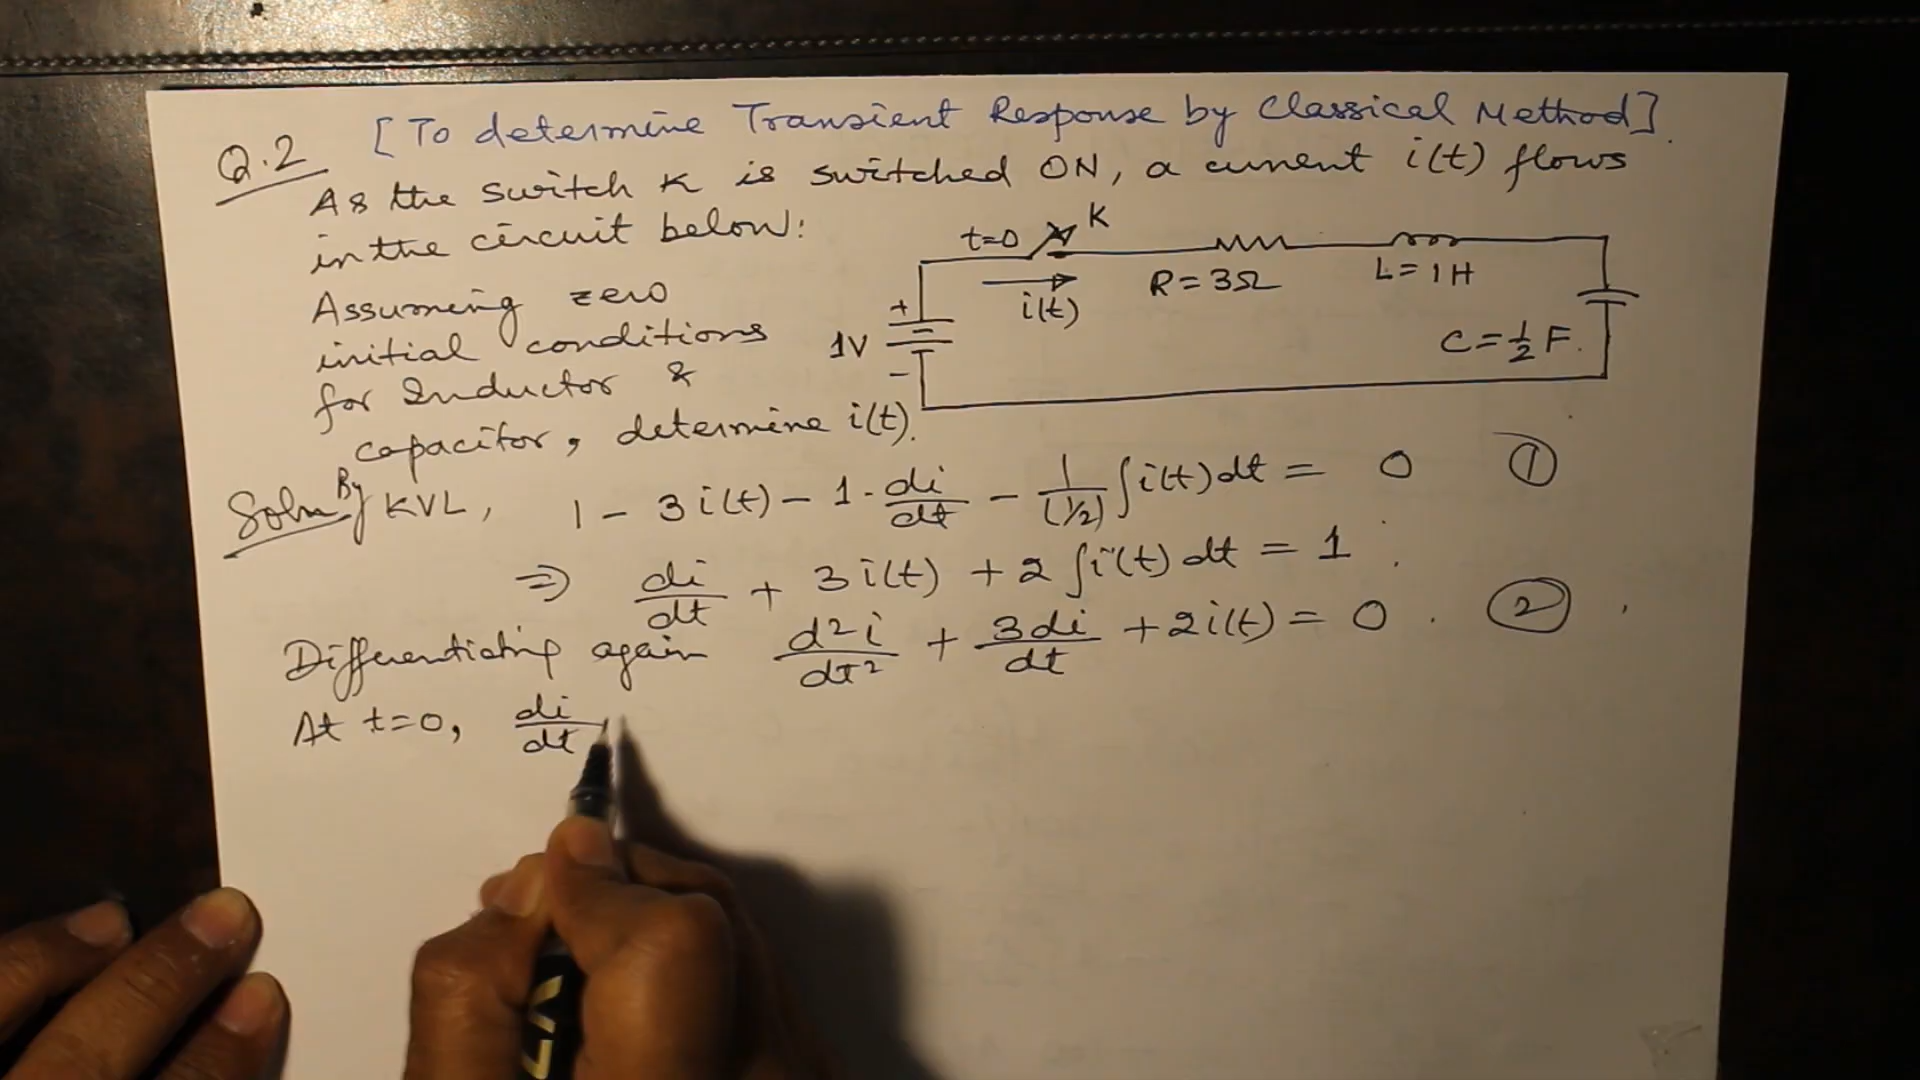 [To determine Transient Response by Classical Method].
Q.2
As the switch K is switched ON, a current i(t) flows
in the circuit below:
Assuming zero
initial conditions
for Inductor &
capacitor, determine i(t).
t=0 K
i(t)
R=3Ω
L=1H
+
1V
-
C=½F.
Soln By KVL, 1 - 3i(t) - 1·di/dt - 1/(1/2) ∫i(t)dt = 0 ①
⇒ di/dt + 3i(t) + 2∫i(t)dt = 1
Differentiating again d²i/dt² + 3di/dt + 2i(t) = 0. ②
At t=0, di/dt